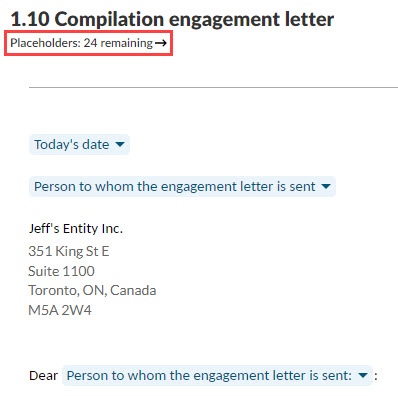 1.10 Compilation engagement letter
Placeholders: 24 remaining →
Today's date
Person to whom the engagement letter is sent
Jeff's Entity Inc.
351 King St E
Suite 1100
Toronto, ON, Canada
M5A 2W4
Dear Person to whom the engagement letter is sent: :